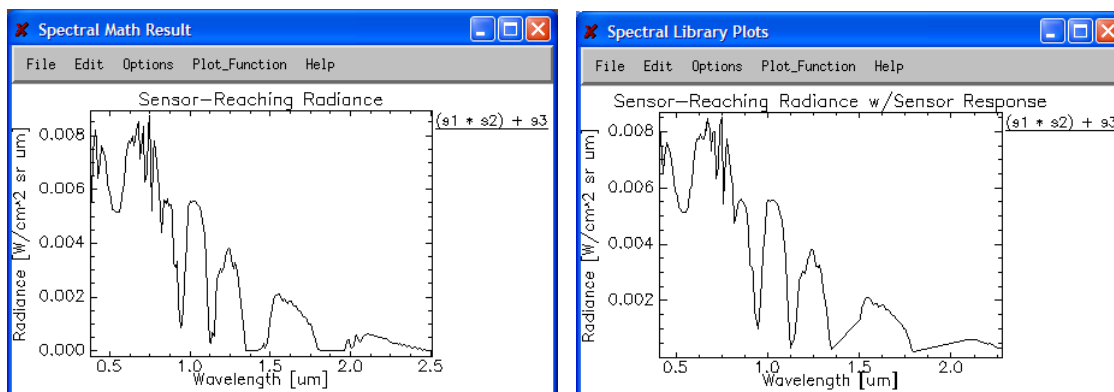 Spectral Math Result
File Edit Options Plot_Function Help
Sensor-Reaching Radiance
(s1 * s2) + s3
Radiance [W/cm^2 sr um]
0.008
0.006
0.004
0.002
0.000
0.5 1.0 1.5 2.0 2.5
Wavelength [um]
Spectral Library Plots
File Edit Options Plot_Function Help
Sensor-Reaching Radiance w/Sensor Response
(s1 * s2) + s3
Radiance [W/cm^2 sr um]
0.008
0.006
0.004
0.002
0.5 1.0 1.5 2.0
Wavelength [um]